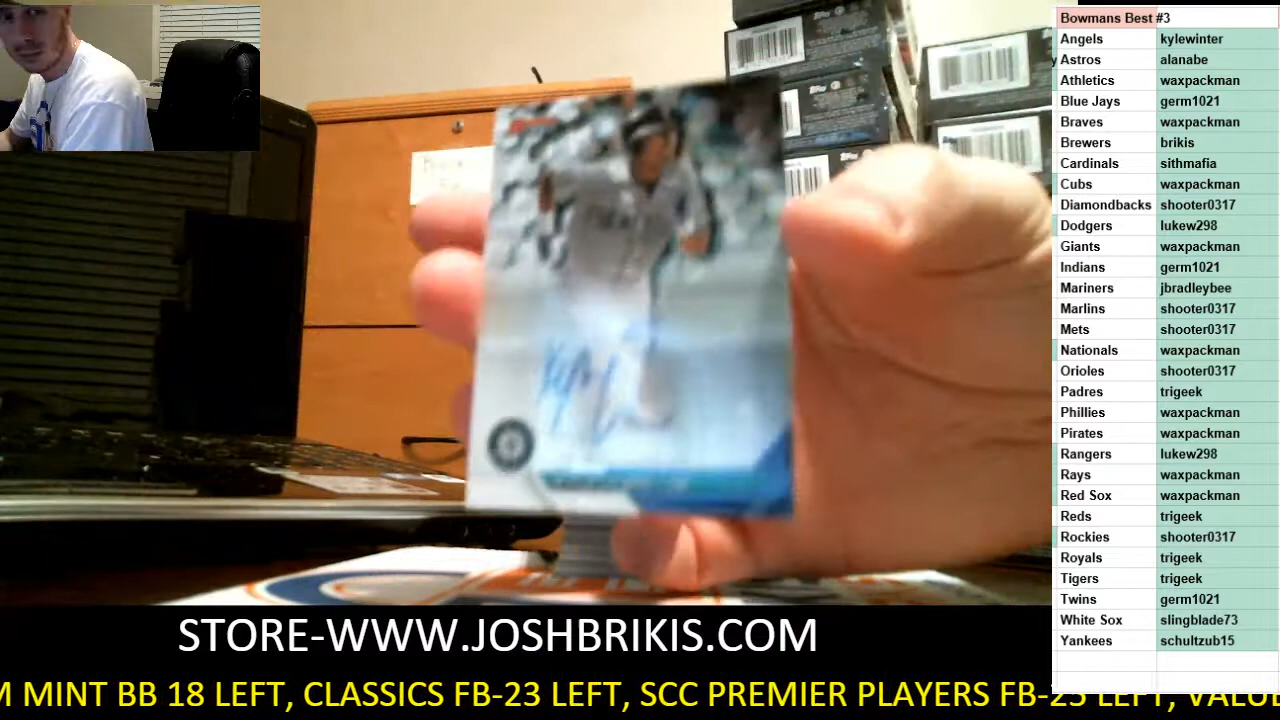 Bowmans Best #3
Angels kylewinter
Astros alanabe
Athletics waxpackman
Blue Jays germ1021
Braves waxpackman
Brewers brikis
Cardinals sithmafia
Cubs waxpackman
Diamondbacks shooter0317
Dodgers lukew298
Giants waxpackman
Indians germ1021
Mariners jbradleybee
Marlins shooter0317
Mets shooter0317
Nationals waxpackman
Orioles shooter0317
Padres trigeek
Phillies waxpackman
Pirates waxpackman
Rangers lukew298
Rays waxpackman
Red Sox waxpackman
Reds trigeek
Rockies shooter0317
Royals trigeek
Tigers trigeek
Twins germ1021
White Sox slingblade73
Yankees schultzub15
STORE-WWW.JOSHBRIKIS.COM
M MINT BB 18 LEFT, CLASSICS FB-23 LEFT, SCC PREMIER PLAYERS FB-23 LEFT, VALUE